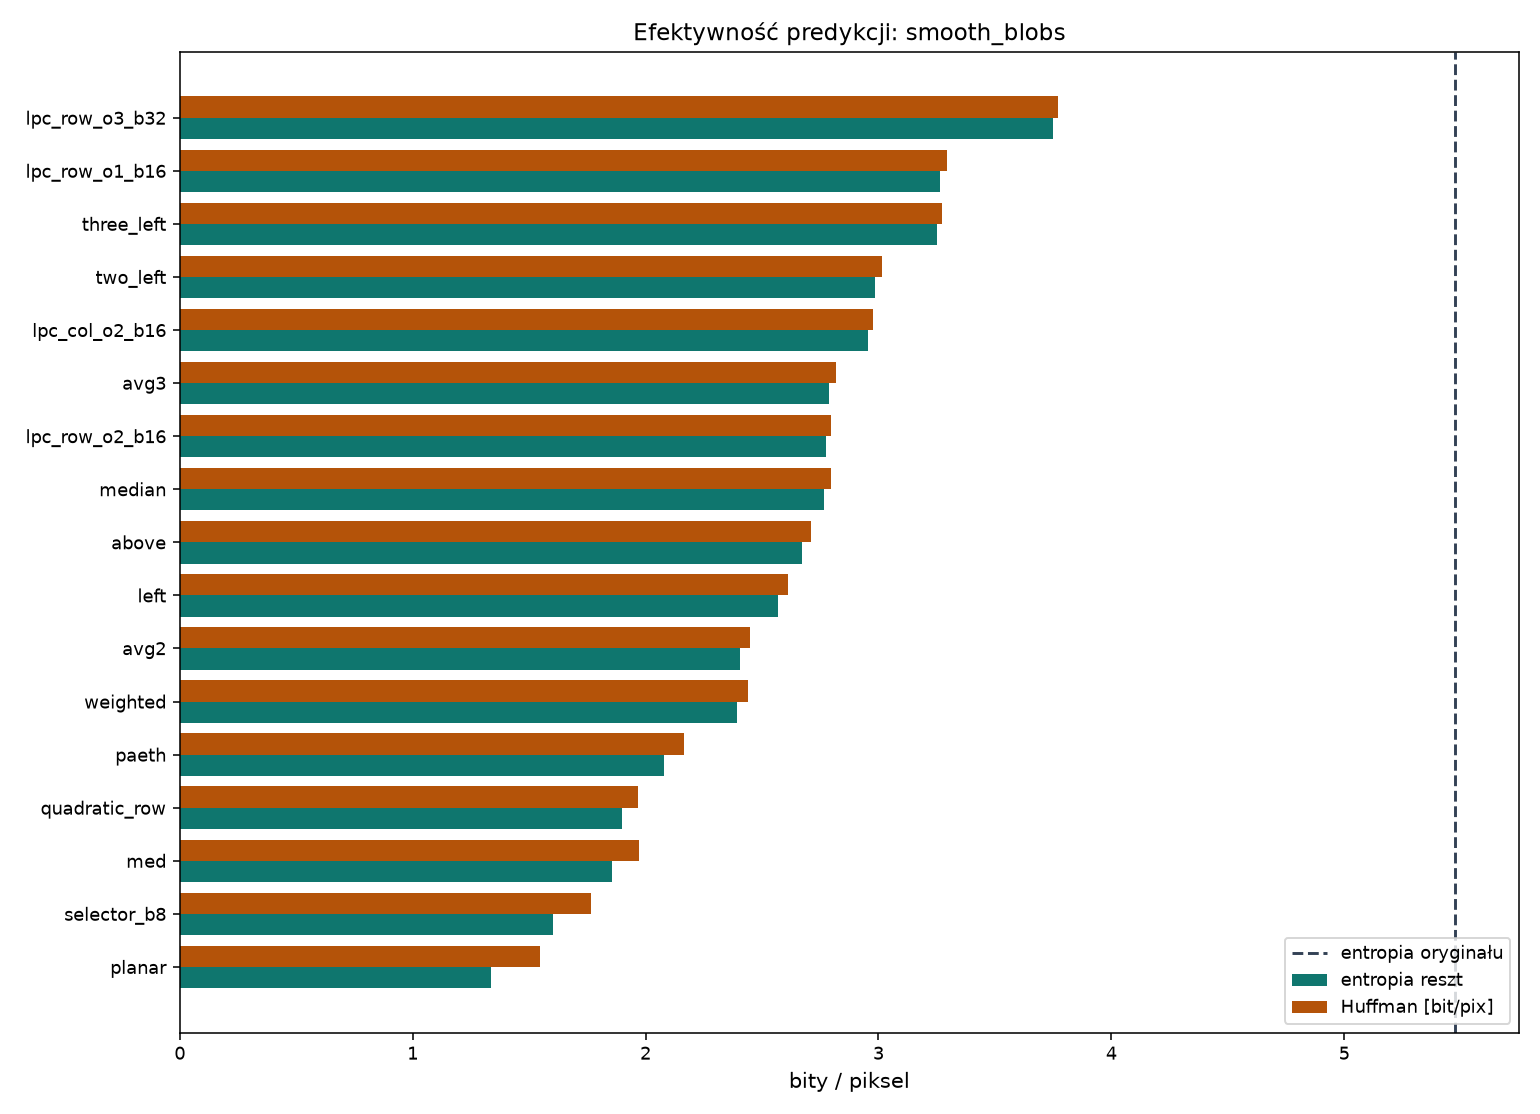 Efektywność predykcji: smooth_blobs
lpc_row_o3_b32
lpc_row_o1_b16
three_left
two_left
lpc_col_o2_b16
avg3
lpc_row_o2_b16
median
above
left
avg2
weighted
paeth
quadratic_row
med
selector_b8
planar
entropia oryginału
entropia reszt
Huffman [bit/pix]
0 1 2 3 4 5
bity / piksel